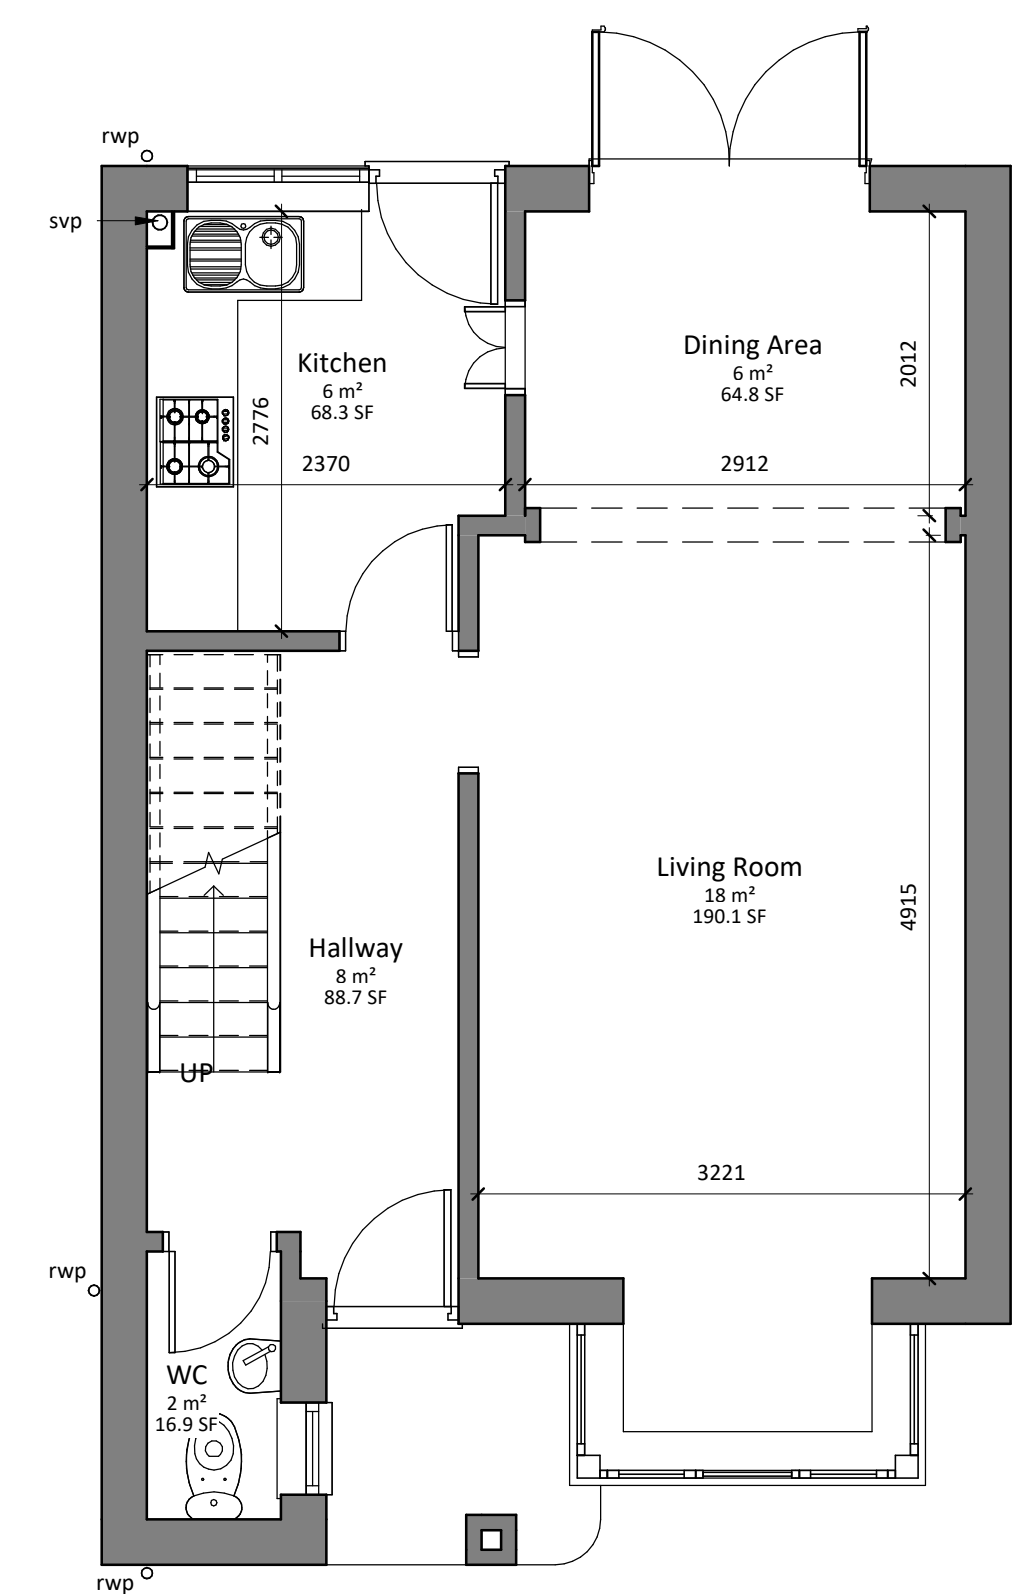 rwp
svp
Kitchen
6 m²
68.3 SF
2776
2370
Dining Area
6 m²
64.8 SF
2012
2912
Living Room
18 m²
190.1 SF
4915
Hallway
8 m²
88.7 SF
UP
3221
rwp
WC
2 m²
16.9 SF
rwp